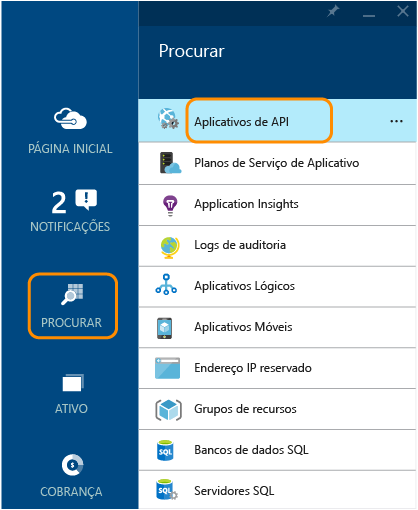 PÁGINA INICIAL
2
NOTIFICAÇÕES
PROCURAR
ATIVO
COBRANÇA
Procurar
Aplicativos de API
Planos de Serviço de Aplicativo
Application Insights
Logs de auditoria
Aplicativos Lógicos
Aplicativos Móveis
Endereço IP reservado
Grupos de recursos
SQL Bancos de dados SQL
SQL Servidores SQL